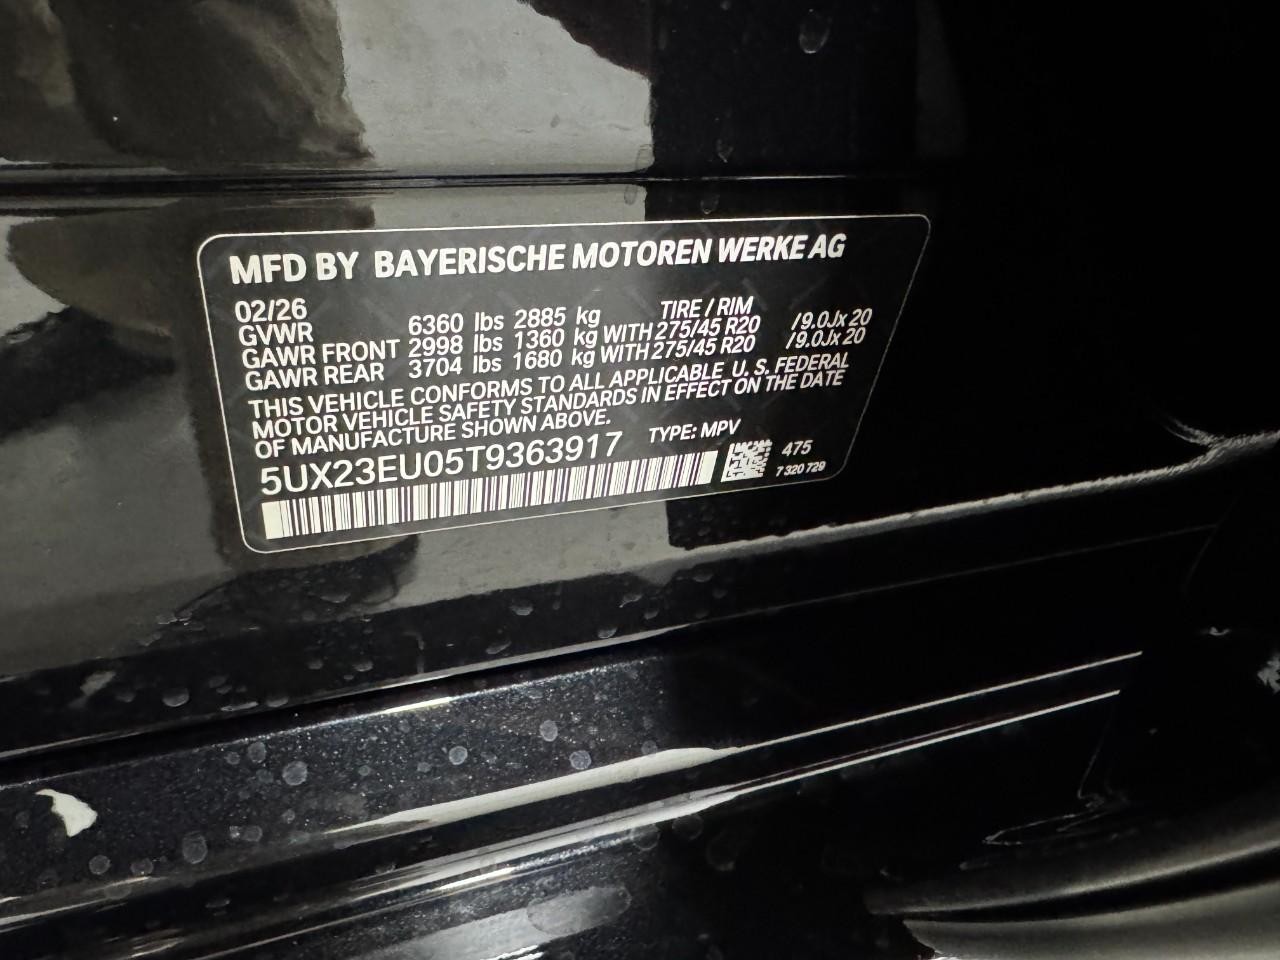 MFD BY BAYERISCHE MOTOREN WERKE AG
02/26 TIRE / RIM
GVWR 6360 lbs 2885 kg
GAWR FRONT 2998 lbs 1360 kg WITH 275/45 R20 /9.0Jx20
GAWR REAR 3704 lbs 1680 kg WITH 275/45 R20 /9.0Jx20
THIS VEHICLE CONFORMS TO ALL APPLICABLE U. S. FEDERAL
MOTOR VEHICLE SAFETY STANDARDS IN EFFECT ON THE DATE
OF MANUFACTURE SHOWN ABOVE.
5UX23EU05T9363917 TYPE: MPV
475
7 320 729